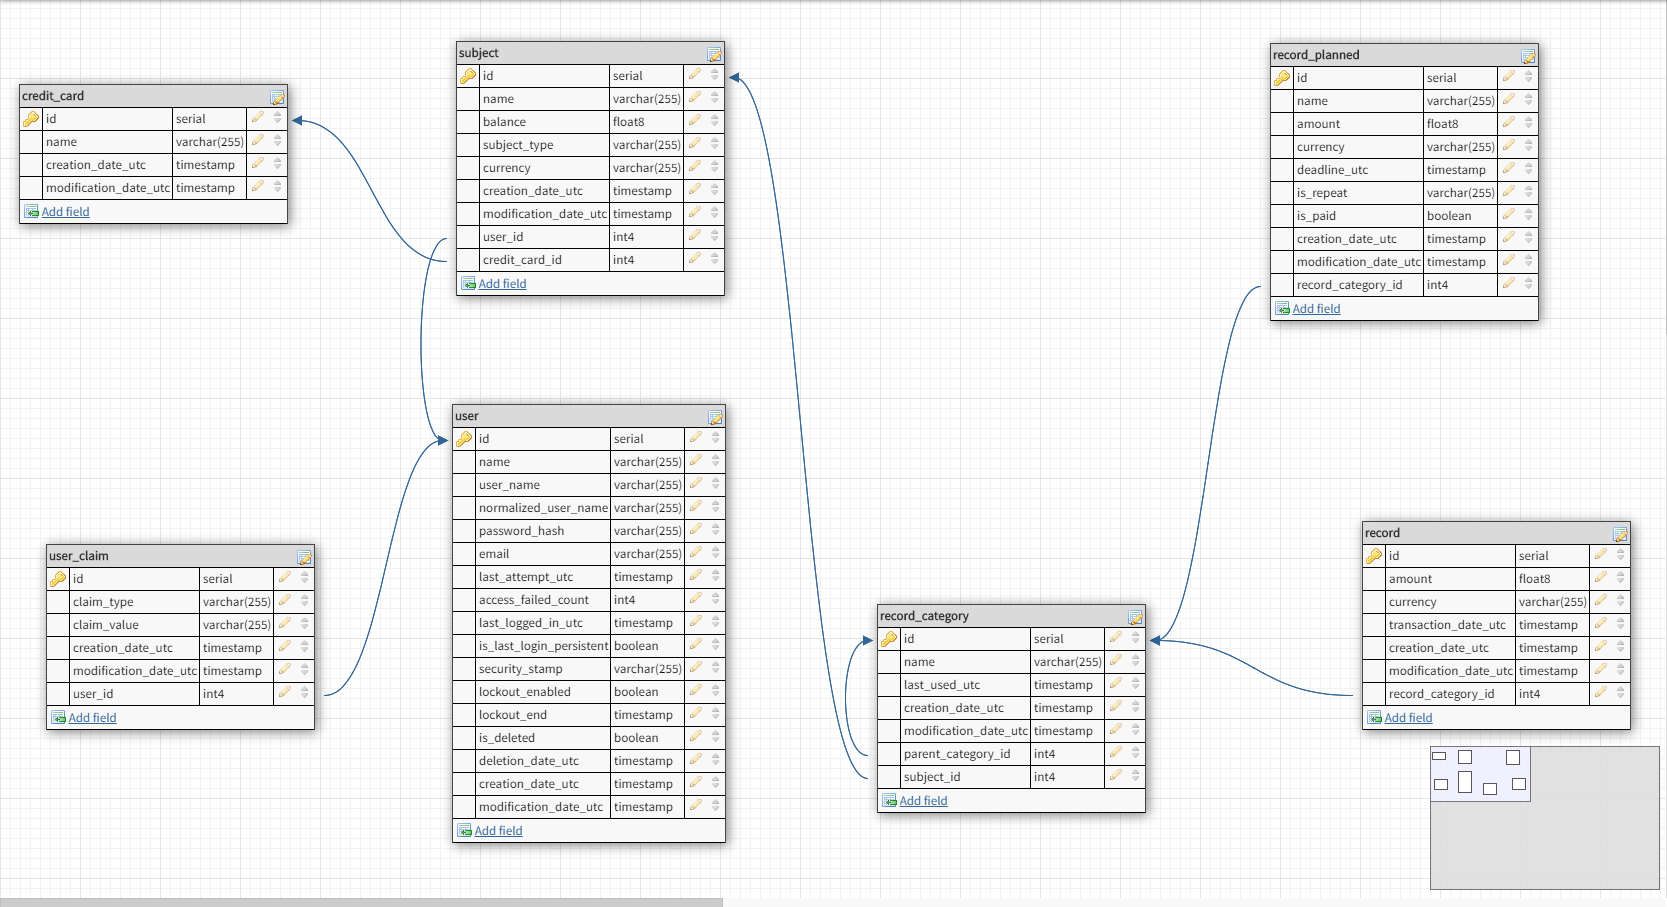 credit_card
id serial
name varchar(255)
creation_date_utc timestamp
modification_date_utc timestamp
Add field
subject
id serial
name varchar(255)
balance float8
subject_type varchar(255)
currency varchar(255)
creation_date_utc timestamp
modification_date_utc timestamp
user_id int4
credit_card_id int4
Add field
record_planned
id serial
name varchar(255)
amount float8
currency varchar(255)
deadline_utc timestamp
is_repeat varchar(255)
is_paid boolean
creation_date_utc timestamp
modification_date_utc timestamp
record_category_id int4
Add field
user_claim
id serial
claim_type varchar(255)
claim_value varchar(255)
creation_date_utc timestamp
modification_date_utc timestamp
user_id int4
Add field
user
id serial
name varchar(255)
user_name varchar(255)
normalized_user_name varchar(255)
password_hash varchar(255)
email varchar(255)
last_attempt_utc timestamp
access_failed_count int4
last_logged_in_utc timestamp
is_last_login_persistent boolean
security_stamp varchar(255)
lockout_enabled boolean
lockout_end timestamp
is_deleted boolean
deletion_date_utc timestamp
creation_date_utc timestamp
modification_date_utc timestamp
Add field
record_category
id serial
name varchar(255)
last_used_utc timestamp
creation_date_utc timestamp
modification_date_utc timestamp
parent_category_id int4
subject_id int4
Add field
record
id serial
amount float8
currency varchar(255)
transaction_date_utc timestamp
creation_date_utc timestamp
modification_date_utc timestamp
record_category_id int4
Add field